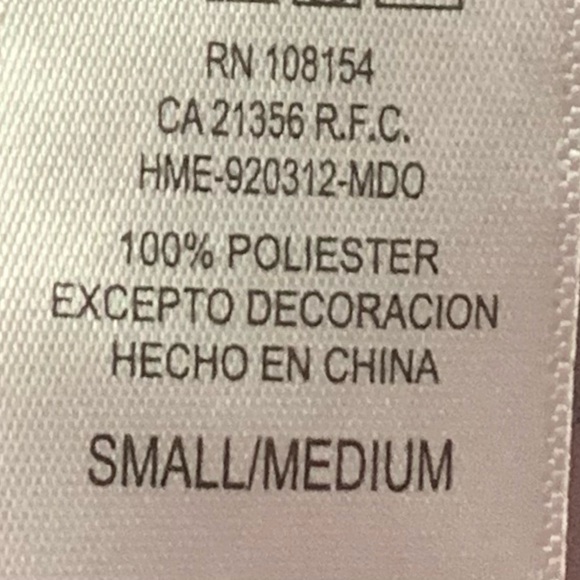 RN 108154
CA 21356 R.F.C.
HME-920312-MDO
100% POLIESTER
EXCEPTO DECORACION
HECHO EN CHINA
SMALL/MEDIUM